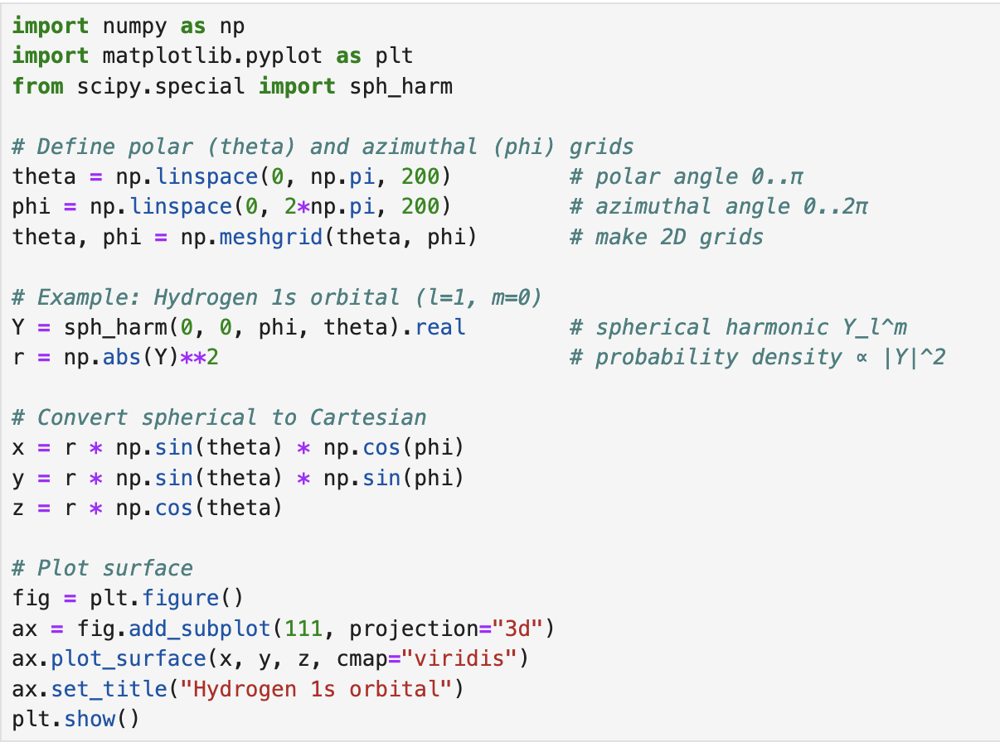 import numpy as np
import matplotlib.pyplot as plt
from scipy.special import sph_harm
# Define polar (theta) and azimuthal (phi) grids
theta = np.linspace(0, np.pi, 200) # polar angle 0..π
phi = np.linspace(0, 2*np.pi, 200) # azimuthal angle 0..2π
theta, phi = np.meshgrid(theta, phi) # make 2D grids
# Example: Hydrogen 1s orbital (l=1, m=0)
Y = sph_harm(0, 0, phi, theta).real # spherical harmonic Y_l^m
r = np.abs(Y)**2 # probability density ∝ |Y|^2
# Convert spherical to Cartesian
x = r * np.sin(theta) * np.cos(phi)
y = r * np.sin(theta) * np.sin(phi)
z = r * np.cos(theta)
# Plot surface
fig = plt.figure()
ax = fig.add_subplot(111, projection="3d")
ax.plot_surface(x, y, z, cmap="viridis")
ax.set_title("Hydrogen 1s orbital")
plt.show()